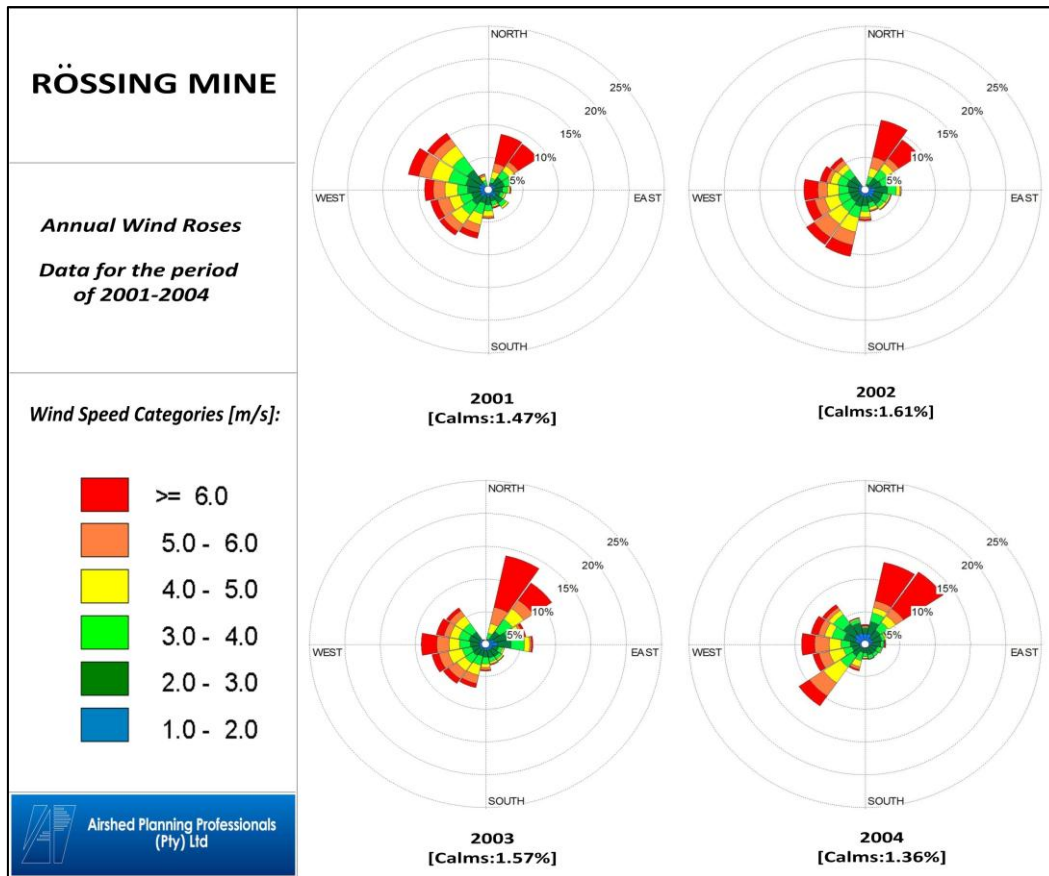 RÖSSING MINE
Annual Wind Roses
Data for the period
of 2001-2004
Wind Speed Categories [m/s]:
>= 6.0
5.0 - 6.0
4.0 - 5.0
3.0 - 4.0
2.0 - 3.0
1.0 - 2.0
Airshed Planning Professionals
(Pty) Ltd
NORTH
25%
20%
15%
10%
5%
WEST
EAST
SOUTH
2001
[Calms:1.47%]
NORTH
25%
20%
15%
10%
5%
WEST
EAST
SOUTH
2002
[Calms:1.61%]
NORTH
25%
20%
15%
10%
5%
WEST
EAST
SOUTH
2003
[Calms:1.57%]
NORTH
25%
20%
15%
10%
5%
WEST
EAST
SOUTH
2004
[Calms:1.36%]